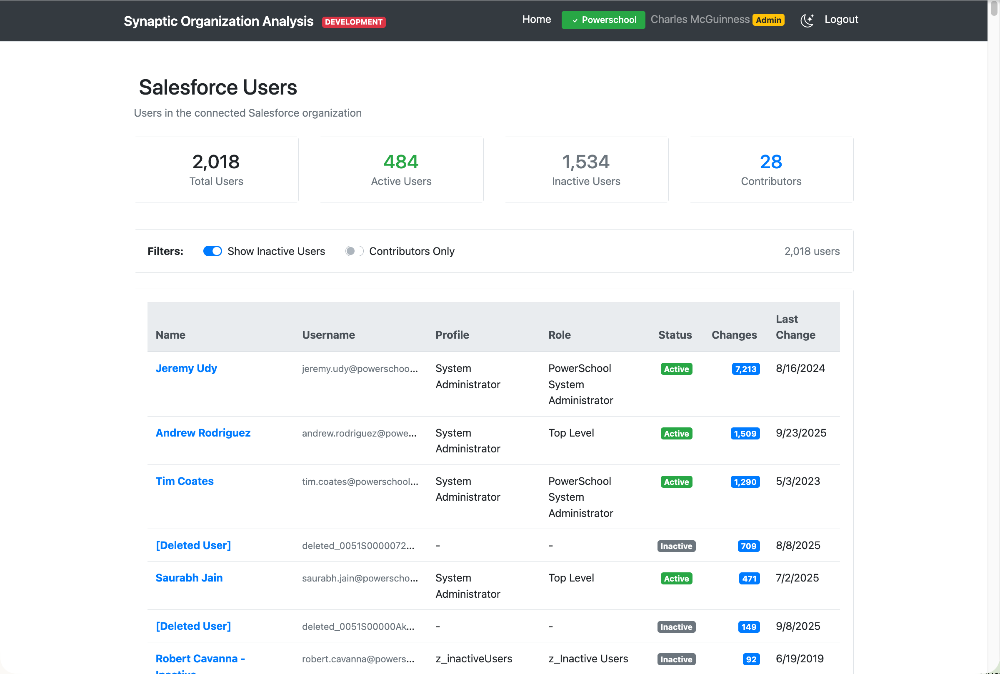 Synaptic Organization Analysis DEVELOPMENT Home ✓ Powerschool Charles McGuinness Admin Logout
Salesforce Users
Users in the connected Salesforce organization
2,018 484 1,534 28
Total Users Active Users Inactive Users Contributors
Filters: Show Inactive Users Contributors Only 2,018 users
Last
Name Username Profile Role Status Changes Change
Jeremy Udy jeremy.udy@powerschoo... System PowerSchool Active 7,213 8/16/2024
Administrator System
Administrator
Andrew Rodriguez andrew.rodriguez@powe... System Top Level Active 1,509 9/23/2025
Administrator
Tim Coates tim.coates@powerschool... System PowerSchool Active 1,290 5/3/2023
Administrator System
Administrator
[Deleted User] deleted_0051S0000072... - - Inactive 709 8/8/2025
Saurabh Jain saurabh.jain@powerscho... System Top Level Active 471 7/2/2025
Administrator
[Deleted User] deleted_0051S00000Ak... - - Inactive 149 9/8/2025
Robert Cavanna - robert.cavanna@powers... z_inactiveUsers z_Inactive Users Inactive 92 6/19/2019